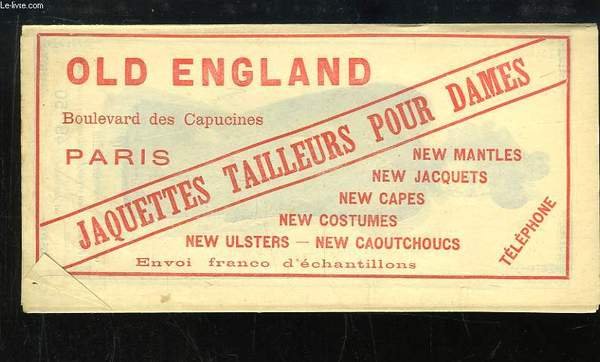 Le-livre.com
OLD ENGLAND
Boulevard des Capucines
PARIS
JAQUETTES TAILLEURS POUR DAMES
NEW MANTLES
NEW JACQUETS
NEW CAPES
NEW COSTUMES
NEW ULSTERS — NEW CAOUTCHOUCS
Envoi franco d'échantillons
TÉLÉPHONE